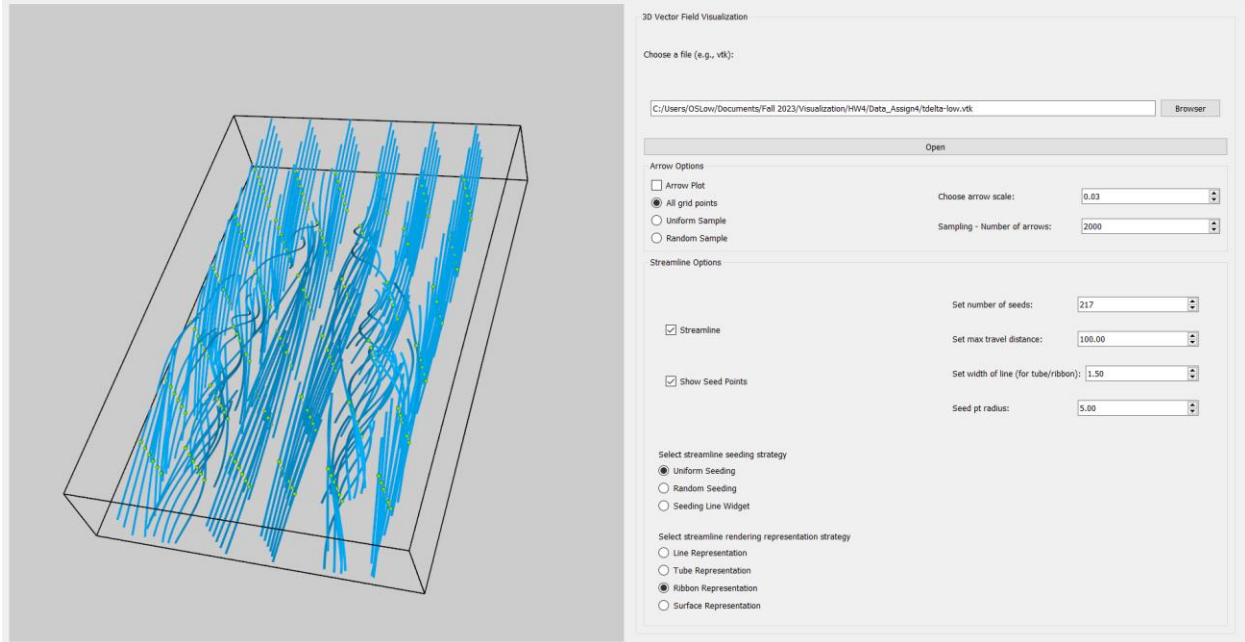 3D Vector Field Visualization
Choose a file (e.g., vtk):
C:/Users/OSLow/Documents/Fall 2023/Visualization/HW4/Data_Assign4/tdelta-low.vtk
Browser
Open
Arrow Options
Arrow Plot
All grid points
Uniform Sample
Random Sample
Choose arrow scale: 0.03
Sampling - Number of arrows: 2000
Streamline Options
Streamline
Show Seed Points
Set number of seeds: 217
Set max travel distance: 100.00
Set width of line (for tube/ribbon): 1.50
Seed pt radius: 5.00
Select streamline seeding strategy
Uniform Seeding
Random Seeding
Seeding Line Widget
Select streamline rendering representation strategy
Line Representation
Tube Representation
Ribbon Representation
Surface Representation